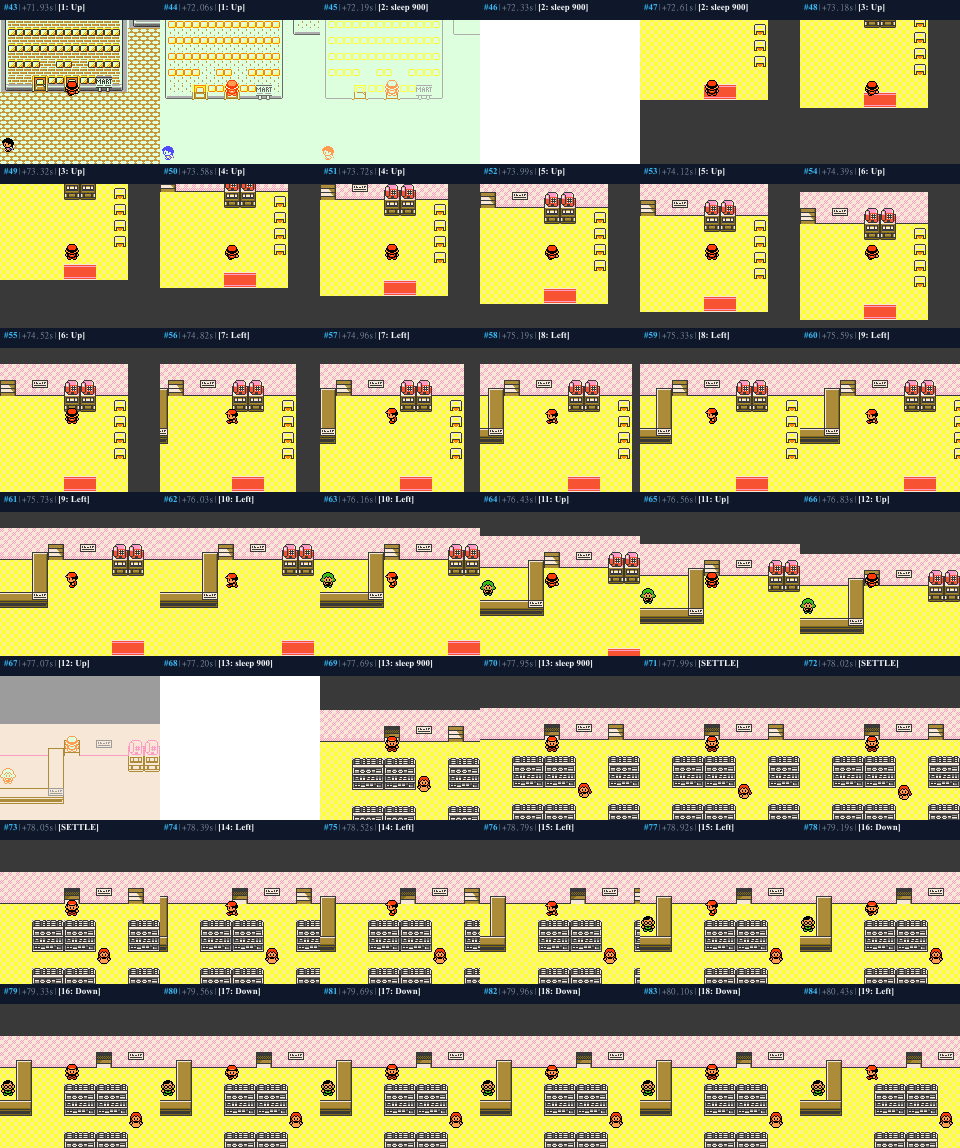 #43|+71.93s| [1: Up] #44|+72.06s| [1: Up] #45|+72.19s| [2: sleep 900] #46|+72.33s| [2: sleep 900] #47|+72.61s| [2: sleep 900] #48|+73.18s| [3: Up]
MART MART MART
#49|+73.32s| [3: Up] #50|+73.58s| [4: Up] #51|+73.72s| [4: Up] #52|+73.99s| [5: Up] #53|+74.12s| [5: Up] #54|+74.39s| [6: Up]
#55|+74.52s| [6: Up] #56|+74.82s| [7: Left] #57|+74.96s| [7: Left] #58|+75.19s| [8: Left] #59|+75.33s| [8: Left] #60|+75.59s| [9: Left]
#61|+75.73s| [9: Left] #62|+76.03s| [10: Left] #63|+76.16s| [10: Left] #64|+76.43s| [11: Up] #65|+76.56s| [11: Up] #66|+76.83s| [12: Up]
#67|+77.07s| [12: Up] #68|+77.20s| [13: sleep 900] #69|+77.69s| [13: sleep 900] #70|+77.95s| [13: sleep 900] #71|+77.99s| [SETTLE] #72|+78.02s| [SETTLE]
#73|+78.05s| [SETTLE] #74|+78.39s| [14: Left] #75|+78.52s| [14: Left] #76|+78.79s| [15: Left] #77|+78.92s| [15: Left] #78|+79.19s| [16: Down]
#79|+79.33s| [16: Down] #80|+79.56s| [17: Down] #81|+79.69s| [17: Down] #82|+79.96s| [18: Down] #83|+80.10s| [18: Down] #84|+80.43s| [19: Left]